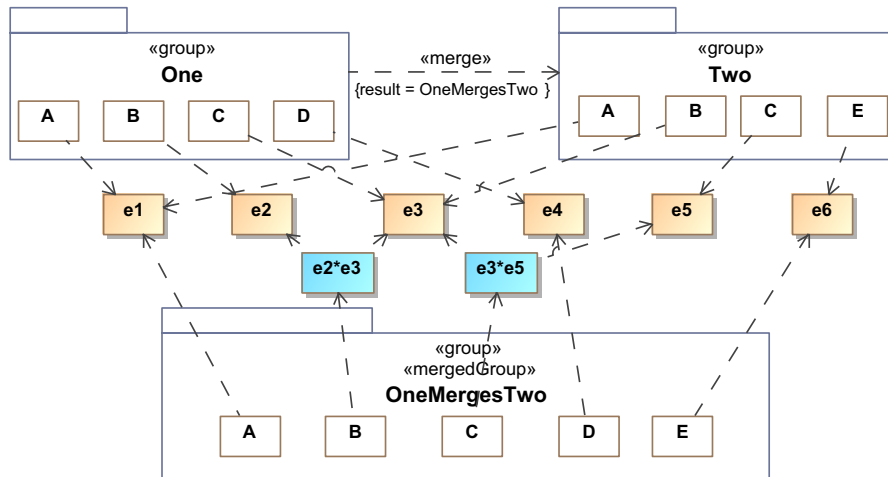 «group»
One
«merge»
{result = OneMergesTwo }
«group»
Two
A
B
C
D
A
B
C
E
e1
e2
e3
e4
e5
e6
e2*e3
e3*e5
«group»
«mergedGroup»
OneMergesTwo
A
B
C
D
E